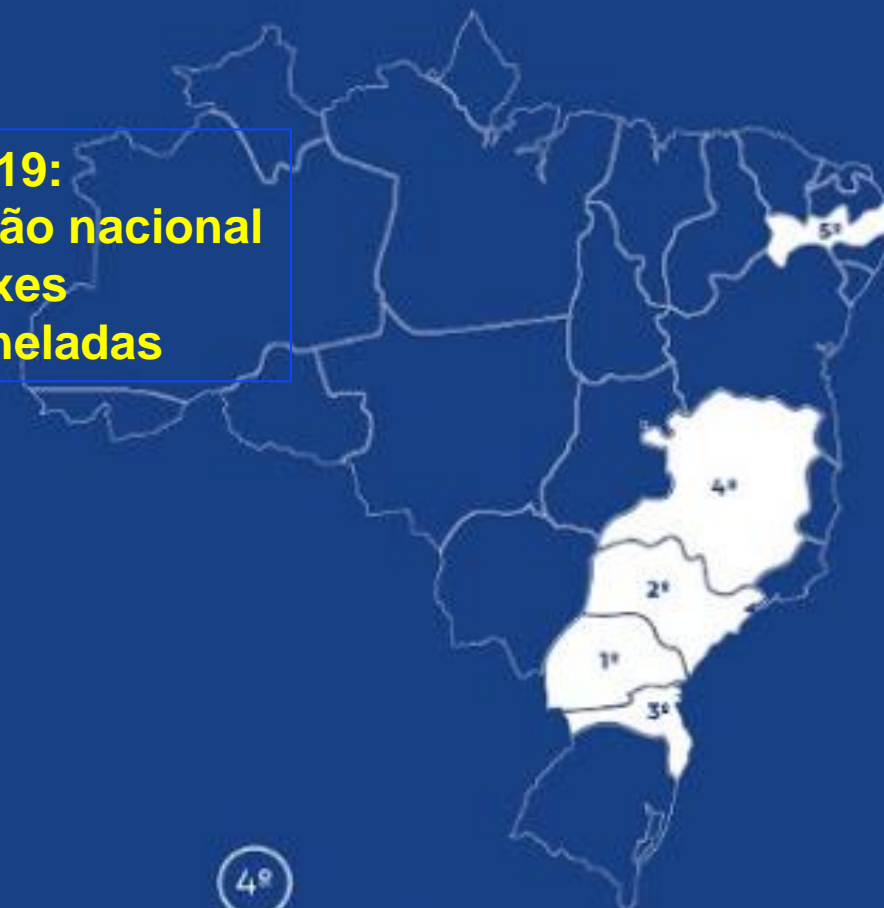 19:
ão nacional
xes
neladas
5º
4º
2º
1º
3º
4º